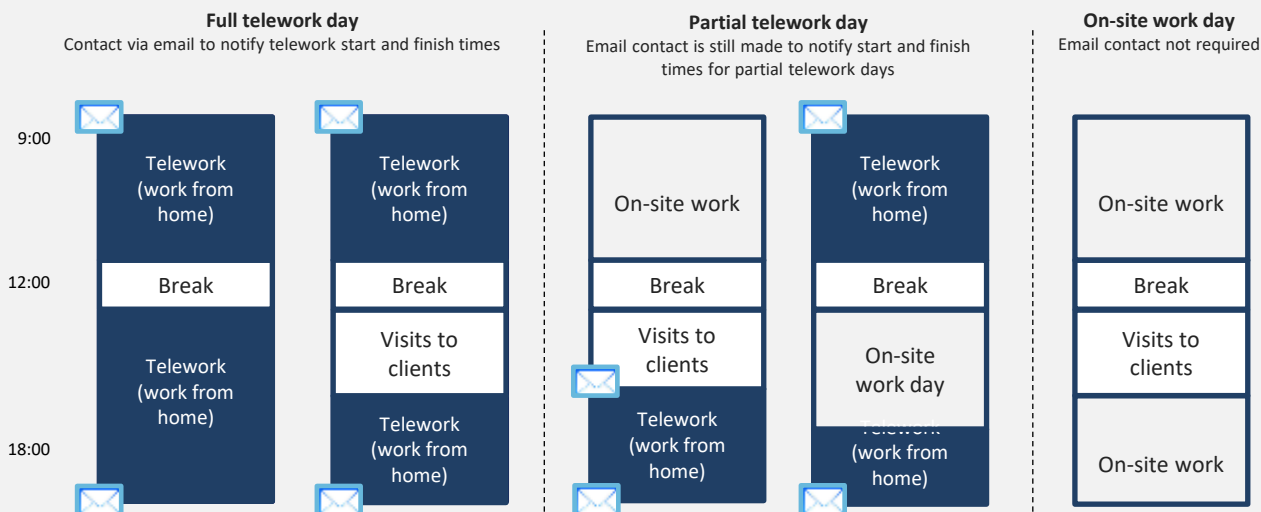 Full telework day
Contact via email to notify telework start and finish times
Partial telework day
Email contact is still made to notify start and finish
times for partial telework days
On-site work day
Email contact not required
9:00
12:00
18:00
Telework
(work from
home)
Break
Telework
(work from
home)
Telework
(work from
home)
Break
Visits to
clients
Telework
(work from
home)
On-site work
Break
Visits to
clients
Telework
(work from
home)
Telework
(work from
home)
Break
On-site
work day
Telework
(work from
home)
On-site work
Break
Visits to
clients
On-site work